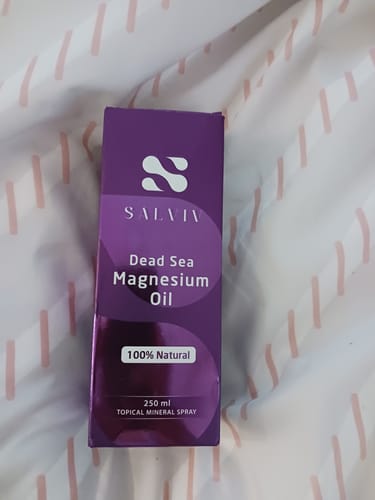 SALVIV
Dead Sea
Magnesium
Oil
100% Natural
250 ml
TOPICAL MINERAL SPRAY